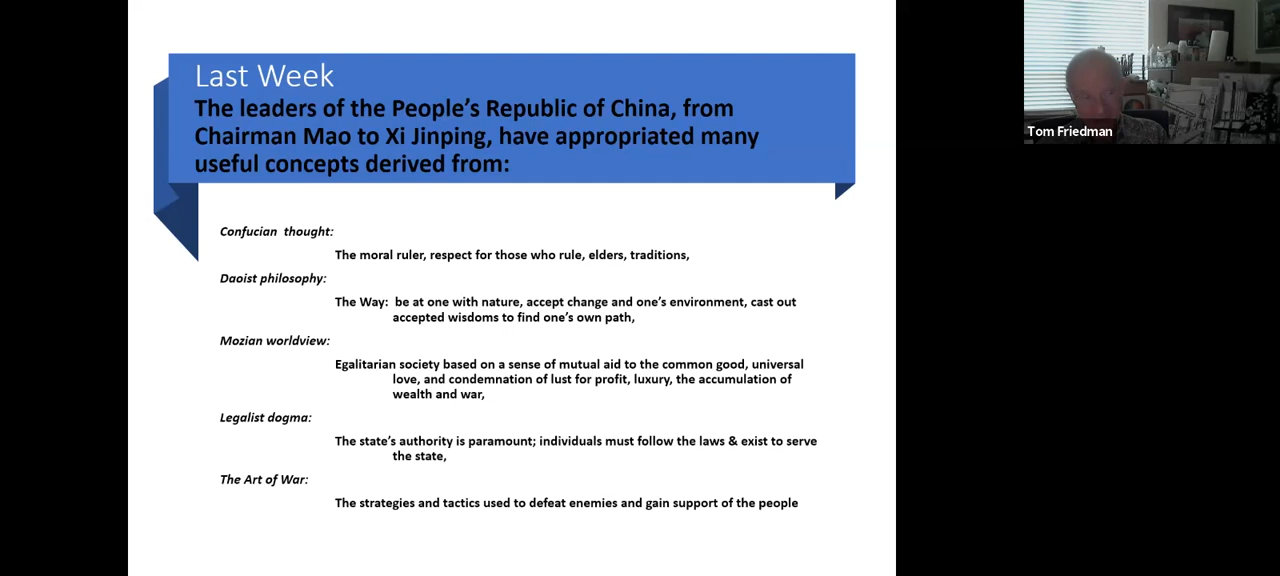 Last Week
The leaders of the People's Republic of China, from
Chairman Mao to Xi Jinping, have appropriated many
useful concepts derived from:
Tom Friedman
Confucian  thought:
The moral ruler, respect for those who rule, elders, traditions,
Daoist philosophy:
The Way:  be at one with nature, accept change and one's environment, cast out
accepted wisdoms to find one's own path,
Mozian worldview:
Egalitarian society based on a sense of mutual aid to the common good, universal
love, and condemnation of lust for profit, luxury, the accumulation of
wealth and war,
Legalist dogma:
The state's authority is paramount; individuals must follow the laws & exist to serve
the state,
The Art of War:
The strategies and tactics used to defeat enemies and gain support of the people